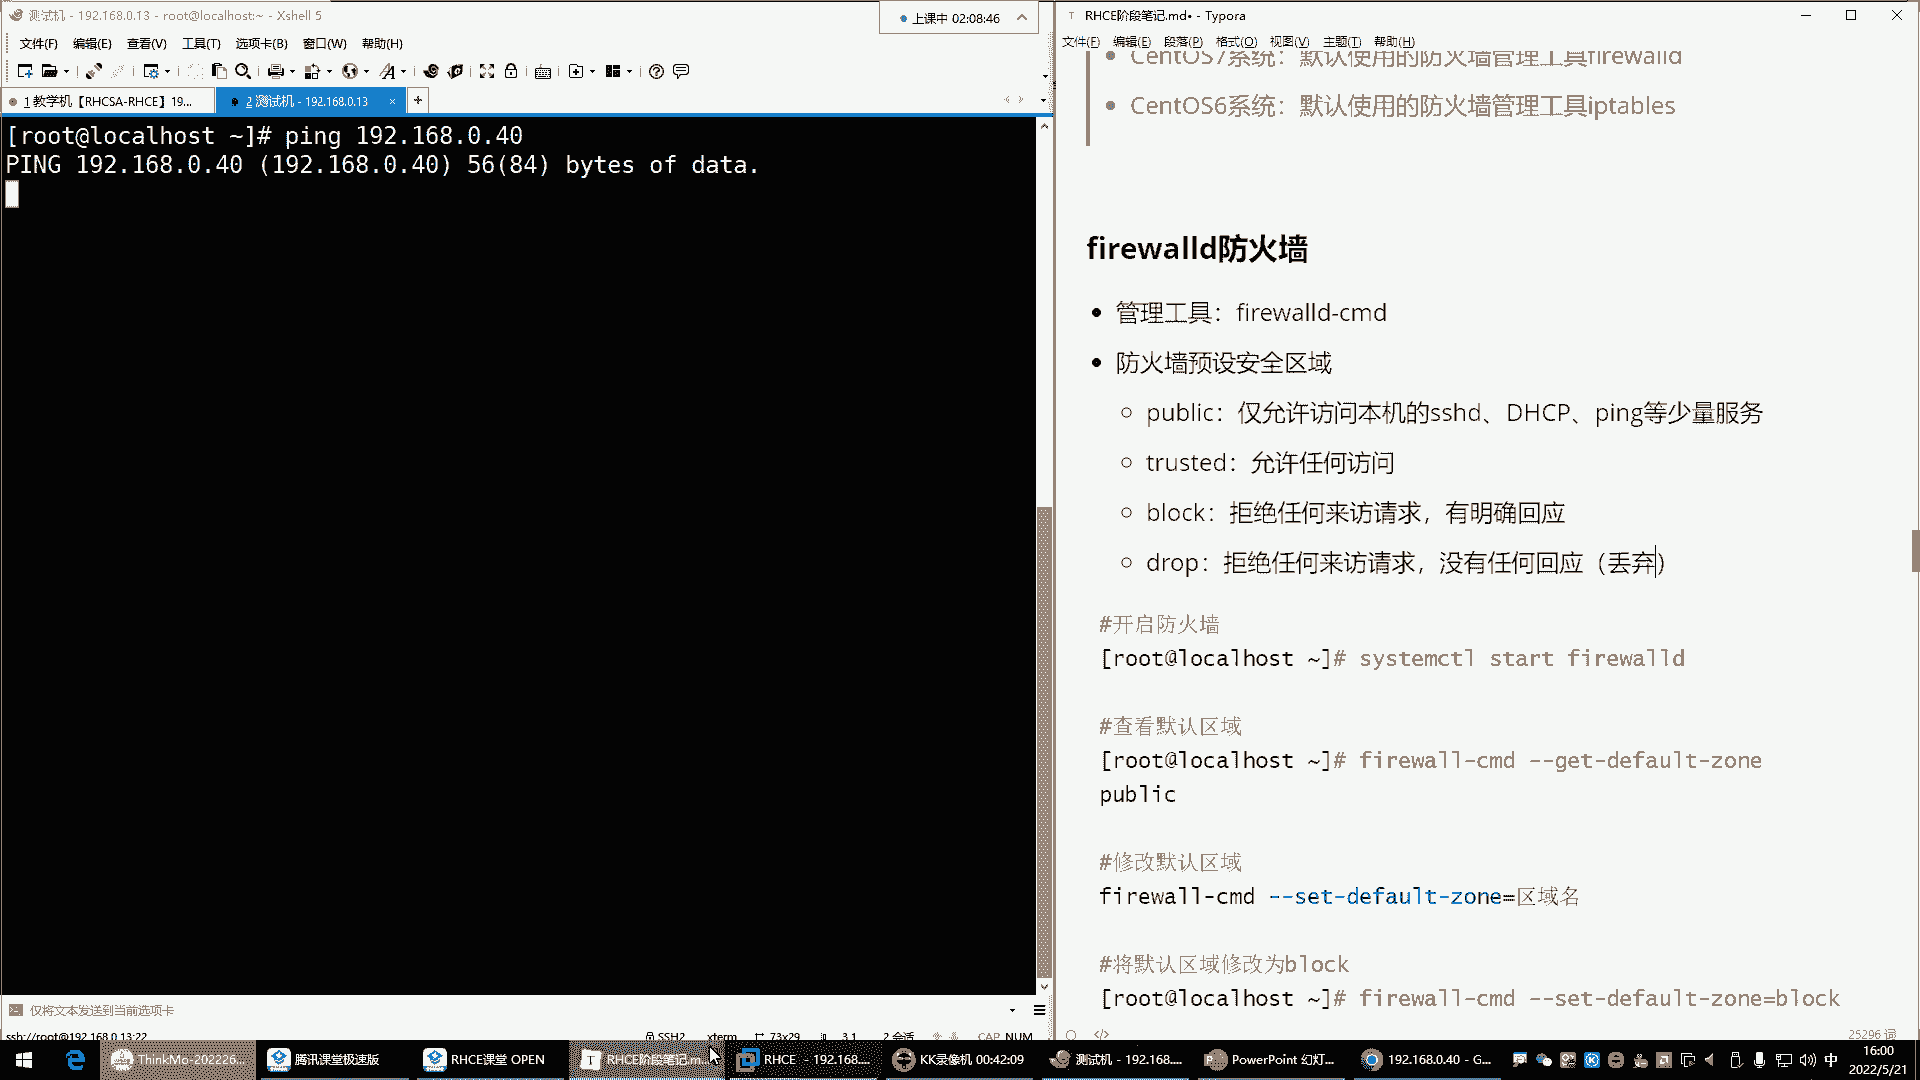 测试机 - 192.168.0.13 - root@localhost:~ - Xshell 5
上课中 02:08:46
文件(F) 编辑(E) 查看(V) 工具(T) 选项卡(B) 窗口(W) 帮助(H)
1 教学机【RHCSA-RHCE】19...
2 测试机 - 192.168.0.13
[root@localhost ~]# ping 192.168.0.40
PING 192.168.0.40 (192.168.0.40) 56(84) bytes of data.
仅将文本发送到当前选项卡
ssh://root@192.168.0.13:22
SSH2 xterm 73x29 3,1 2 会话 CAP NUM
RHCE阶段笔记.md• - Typora
文件(F) 编辑(E) 段落(P) 格式(O) 视图(V) 主题(T) 帮助(H)
CentOS7系统：默认使用的防火墙管理工具firewalld
CentOS6系统：默认使用的防火墙管理工具iptables
firewalld防火墙
管理工具：firewalld-cmd
防火墙预设安全区域
public：仅允许访问本机的sshd、DHCP、ping等少量服务
trusted：允许任何访问
block：拒绝任何来访请求，有明确回应
drop：拒绝任何来访请求，没有任何回应（丢弃）
#开启防火墙
[root@localhost ~]# systemctl start firewalld
#查看默认区域
[root@localhost ~]# firewall-cmd --get-default-zone
public
#修改默认区域
firewall-cmd --set-default-zone=区域名
#将默认区域修改为block
[root@localhost ~]# firewall-cmd --set-default-zone=block
25296 词
ThinkMo-202226...
腾讯课堂极速版
RHCE课堂 OPEN
RHCE阶段笔记.m...
RHCE - 192.168....
KK录像机 00:42:09
测试机 - 192.168....
PowerPoint 幻灯...
192.168.0.40 - G...
中
16:00
2022/5/21